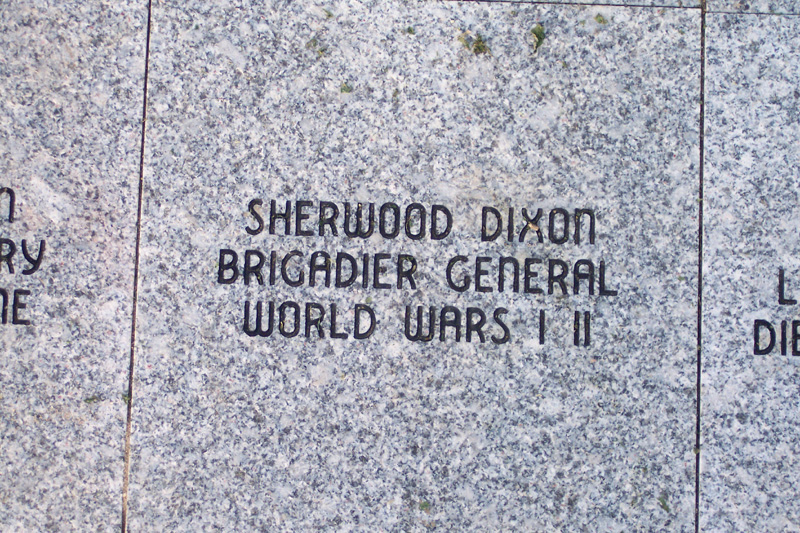 SHERWOOD DIXON
BRIGADIER GENERAL
WORLD WARS I II